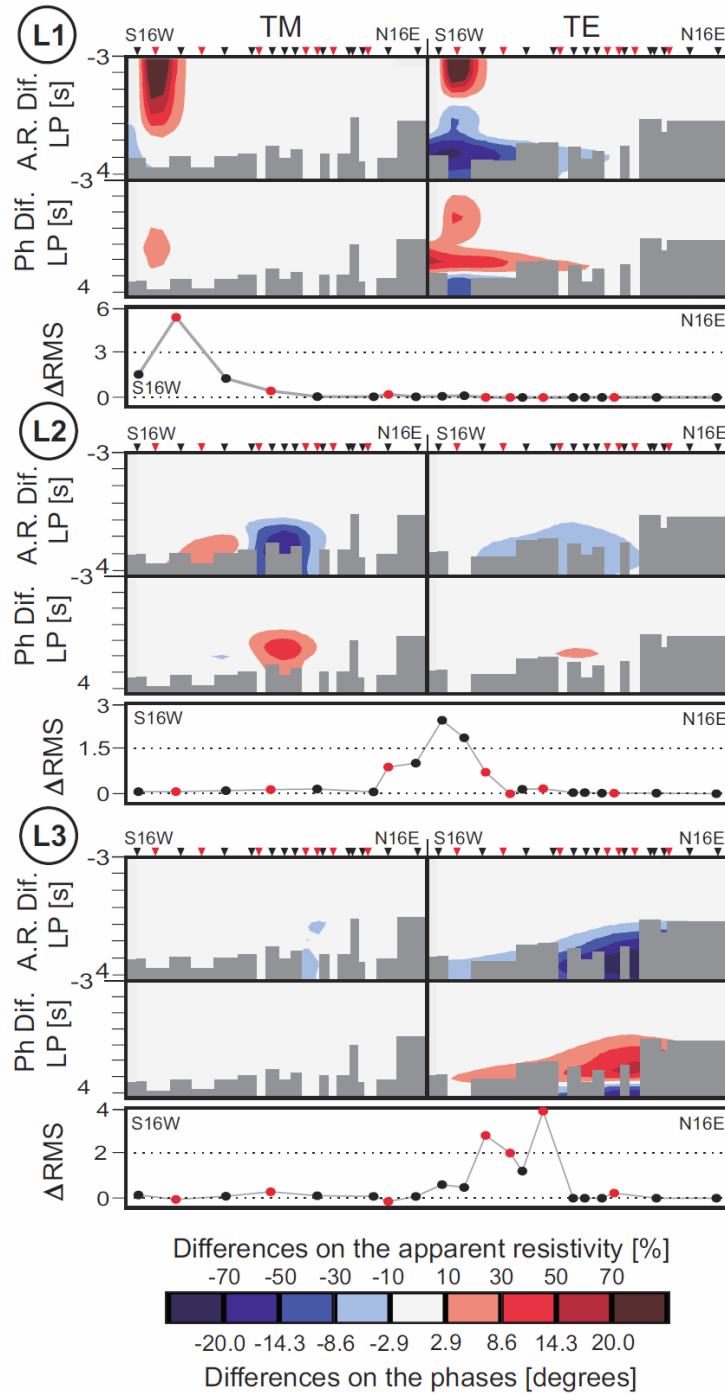 L1
TM
TE
S16W
N16E
S16W
N16E
A.R. Dif.
LP [s]
-3
4
Ph Dif.
LP [s]
-3
4
ΔRMS
6
3
0
S16W
N16E
L2
S16W
N16E
S16W
N16E
A.R. Dif.
LP [s]
-3
4
Ph Dif.
LP [s]
-3
4
ΔRMS
3
1.5
0
S16W
N16E
L3
S16W
N16E
S16W
N16E
A.R. Dif.
LP [s]
-3
4
Ph Dif.
LP [s]
-3
4
ΔRMS
4
2
0
S16W
N16E
Differences on the apparent resistivity [%]
-70 -50 -30 -10 10 30 50 70
-20.0 -14.3 -8.6 -2.9 2.9 8.6 14.3 20.0
Differences on the phases [degrees]